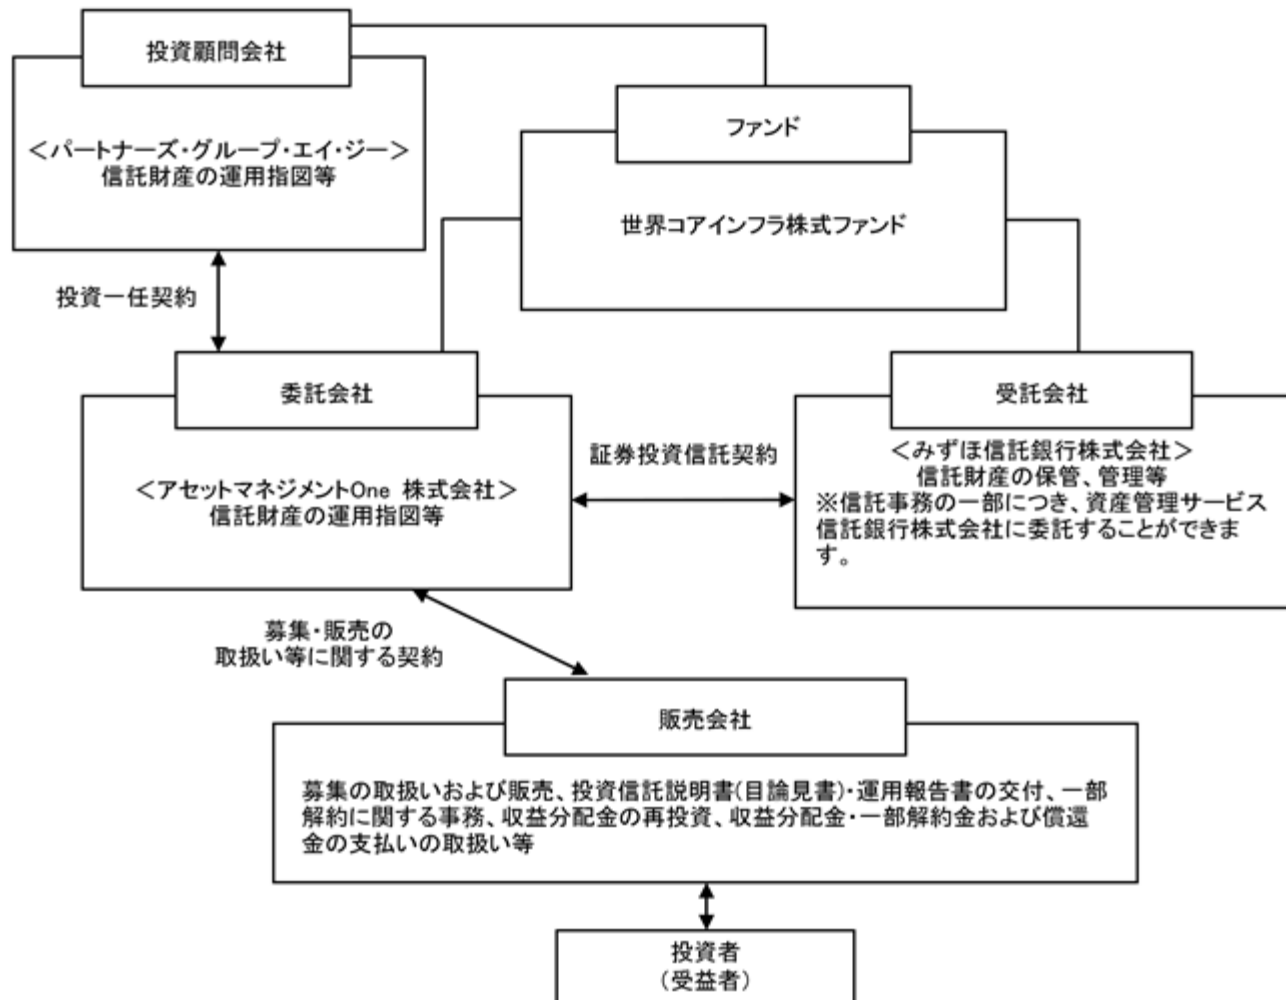 投資顧問会社
＜パートナーズ・グループ・エイ・ジー＞
信託財産の運用指図等
ファンド
世界コアインフラ株式ファンド
投資一任契約
委託会社
＜アセットマネジメントOne 株式会社＞
信託財産の運用指図等
証券投資信託契約
受託会社
＜みずほ信託銀行株式会社＞
信託財産の保管、管理等
※信託事務の一部につき、資産管理サービス
信託銀行株式会社に委託することができま
す。
募集・販売の
取扱い等に関する契約
販売会社
募集の取扱いおよび販売、投資信託説明書(目論見書)・運用報告書の交付、一部
解約に関する事務、収益分配金の再投資、収益分配金・一部解約金および償還
金の支払いの取扱い等
投資者
（受益者）